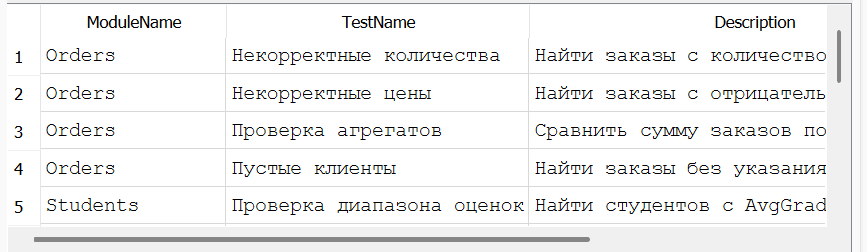 ModuleName TestName Description
1 Orders Некорректные количества Найти заказы с количество
2 Orders Некорректные цены Найти заказы с отрицатель
3 Orders Проверка агрегатов Сравнить сумму заказов по
4 Orders Пустые клиенты Найти заказы без указания
5 Students Проверка диапазона оценок Найти студентов с AvgGrad